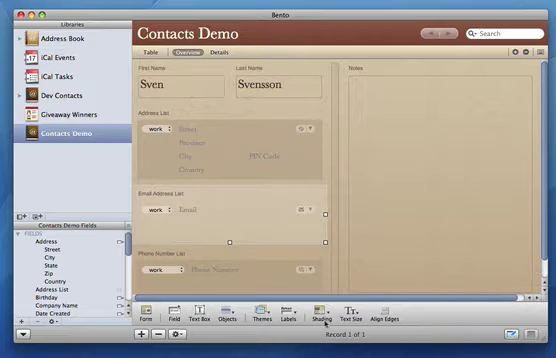 Bento
Libraries
Address Book
iCal Events
17
iCal Tasks
Dev Contacts
Giveaway Winners
Contacts Demo
Contacts Demo
Search
Table
Overview
Details
First Name
Last Name
Notes
Sven
Svensson
Address List
work
Street
Province
City
PIN Code
Country
Email Address List
work
Email
Phone Number List
work
Phone Number
Contacts Demo Fields
FIELDS
Address
Street
City
State
Zip
Country
Address List
Birthday
Company Name
Date Created
Form
Field
Text Box
Objects
Themes
Labels
Shading
Text Size
Align Edges
Record 1 of 1